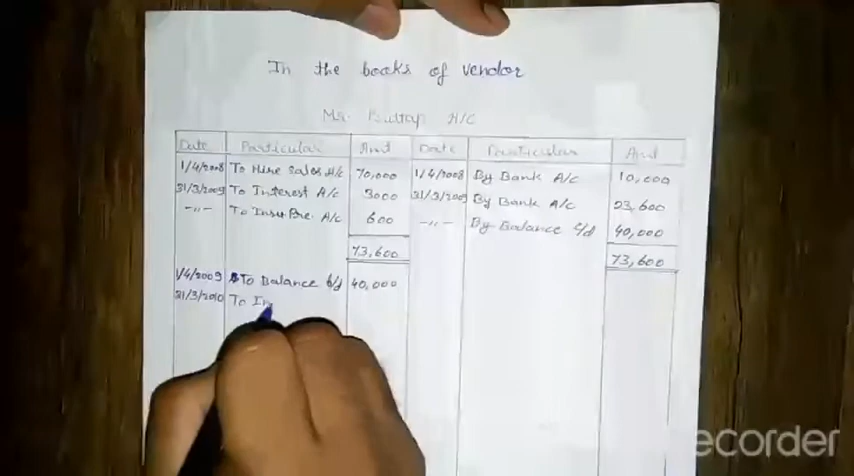 In the books of vendor
Mr. A/C
Date Particular Amt Date Particular Amt
1/4/2008 To Hire Sales A/c 70,000 1/4/2008 By Bank A/c 10,000
31/3/2009 To Interest A/c 3000 31/3/2009 By Bank A/c 23,600
-〃- To Insu Pre. A/c 600 -〃- By Balance c/d 40,000
73,600 73,600
1/4/2009 To Balance b/d 40,000
31/3/2010 To In
ecorder